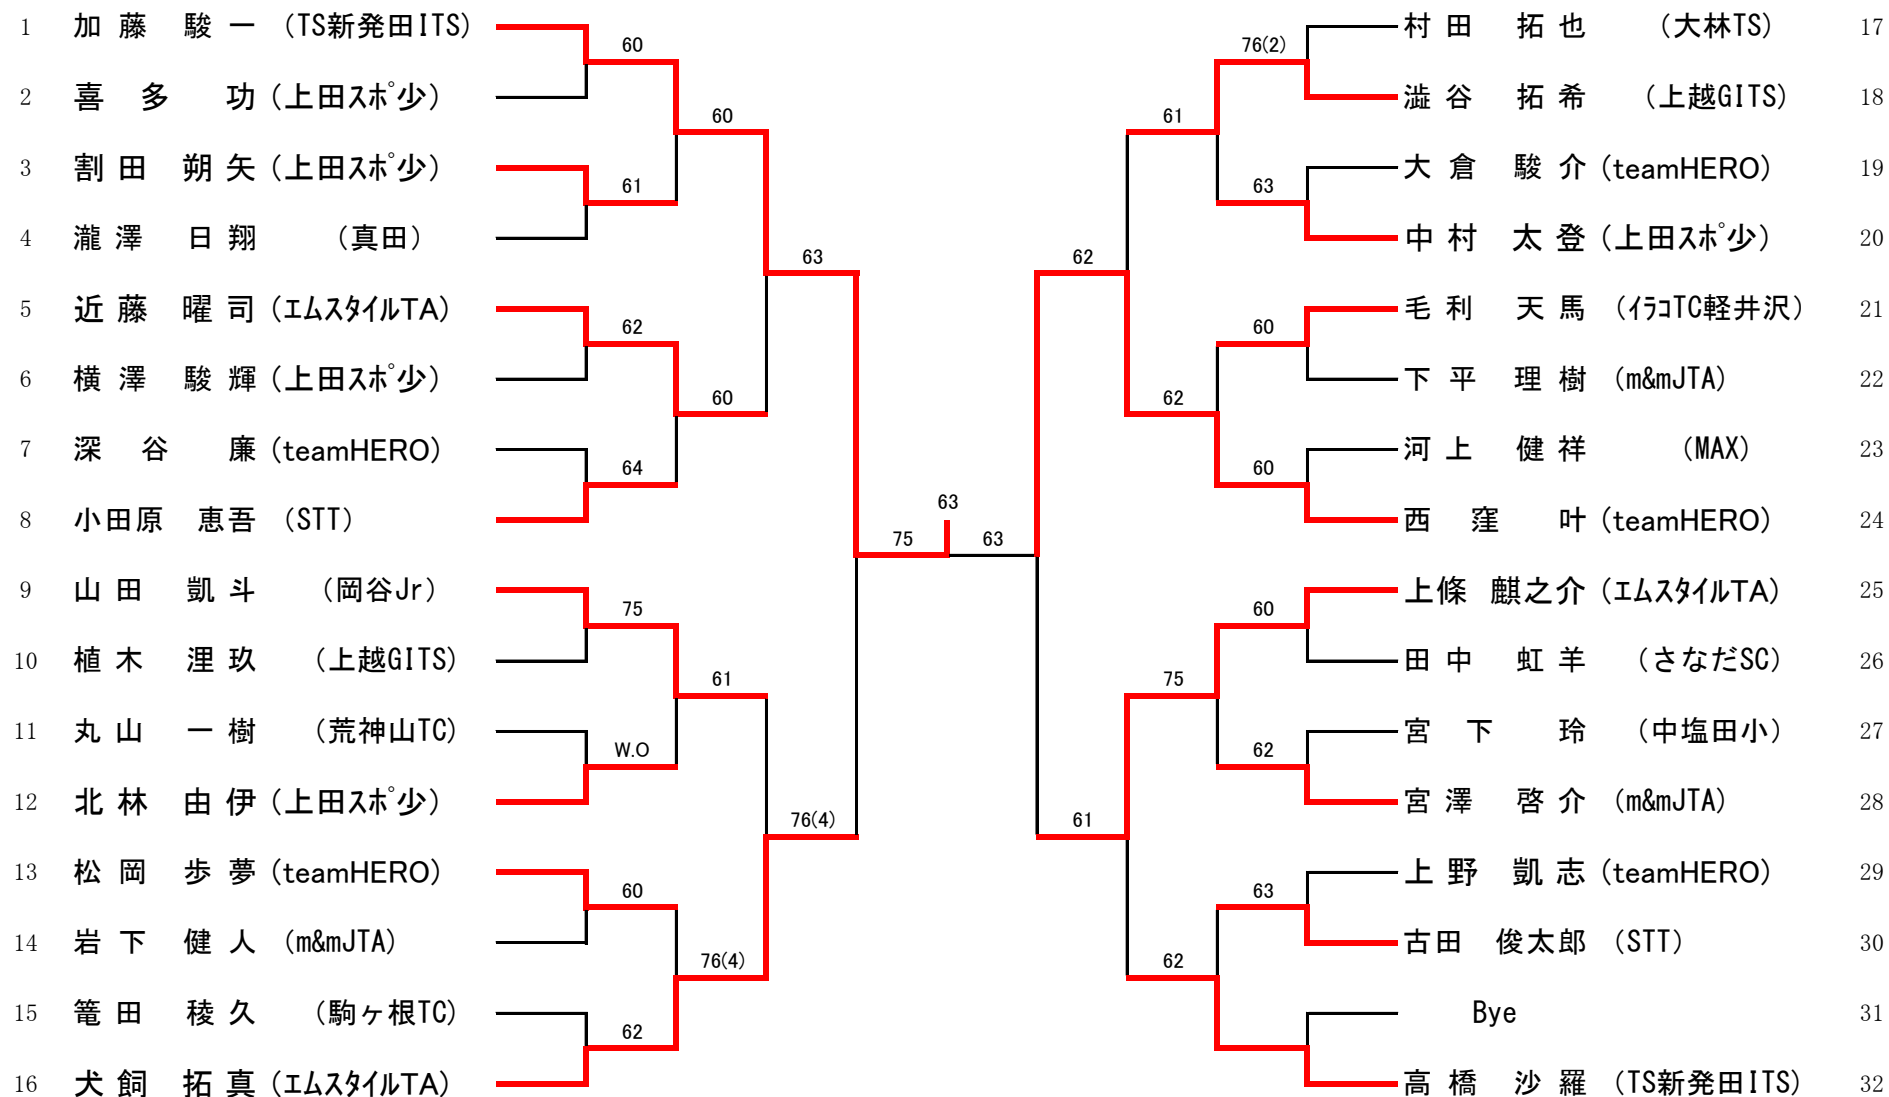 1 加藤 駿一 (TS新発田ITS)
60
2 喜多 功 (上田スポ少)
60
3 割田 朔矢 (上田スポ少)
61
4 瀧澤 日翔 (真田)
63
5 近藤 曜司 (エムスタイルTA)
62
6 横澤 駿輝 (上田スポ少)
60
7 深谷 廉 (teamHERO)
64
8 小田原 恵吾 (STT)
75
9 山田 凱斗 (岡谷Jr)
75
10 植木 浬玖 (上越GITS)
61
11 丸山 一樹 (荒神山TC)
W.O
12 北林 由伊 (上田スポ少)
76(4)
13 松岡 歩夢 (teamHERO)
60
14 岩下 健人 (m&mJTA)
76(4)
15 篭田 稜久 (駒ヶ根TC)
62
16 犬飼 拓真 (エムスタイルTA)
63
村田 拓也 (大林TS) 17
76(2)
澁谷 拓希 (上越GITS) 18
61
大倉 駿介 (teamHERO) 19
63
中村 太登 (上田スポ少) 20
62
毛利 天馬 (イラコTC軽井沢) 21
60
下平 理樹 (m&mJTA) 22
62
河上 健祥 (MAX) 23
60
西窪 叶 (teamHERO) 24
63
上條 麒之介 (エムスタイルTA) 25
60
田中 虹羊 (さなだSC) 26
75
宮下 玲 (中塩田小) 27
62
宮澤 啓介 (m&mJTA) 28
61
上野 凱志 (teamHERO) 29
63
古田 俊太郎 (STT) 30
62
Bye 31
高橋 沙羅 (TS新発田ITS) 32